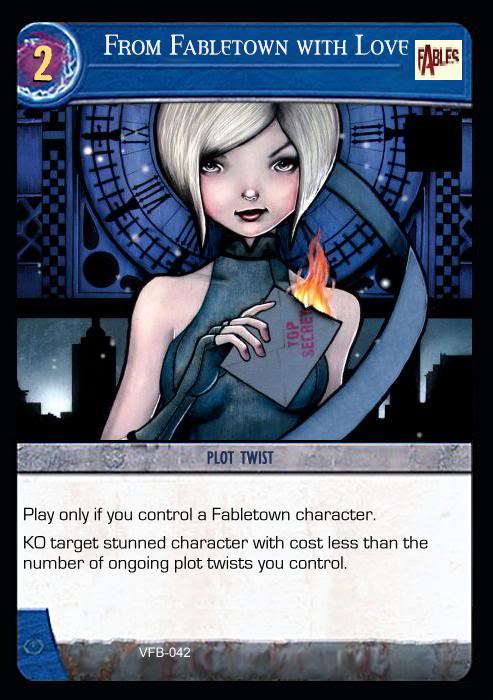 2
From Fabletown with Love
FABLES
TOP
SECRET
PLOT TWIST
Play only if you control a Fabletown character.
KO target stunned character with cost less than the
number of ongoing plot twists you control.
VFB-042